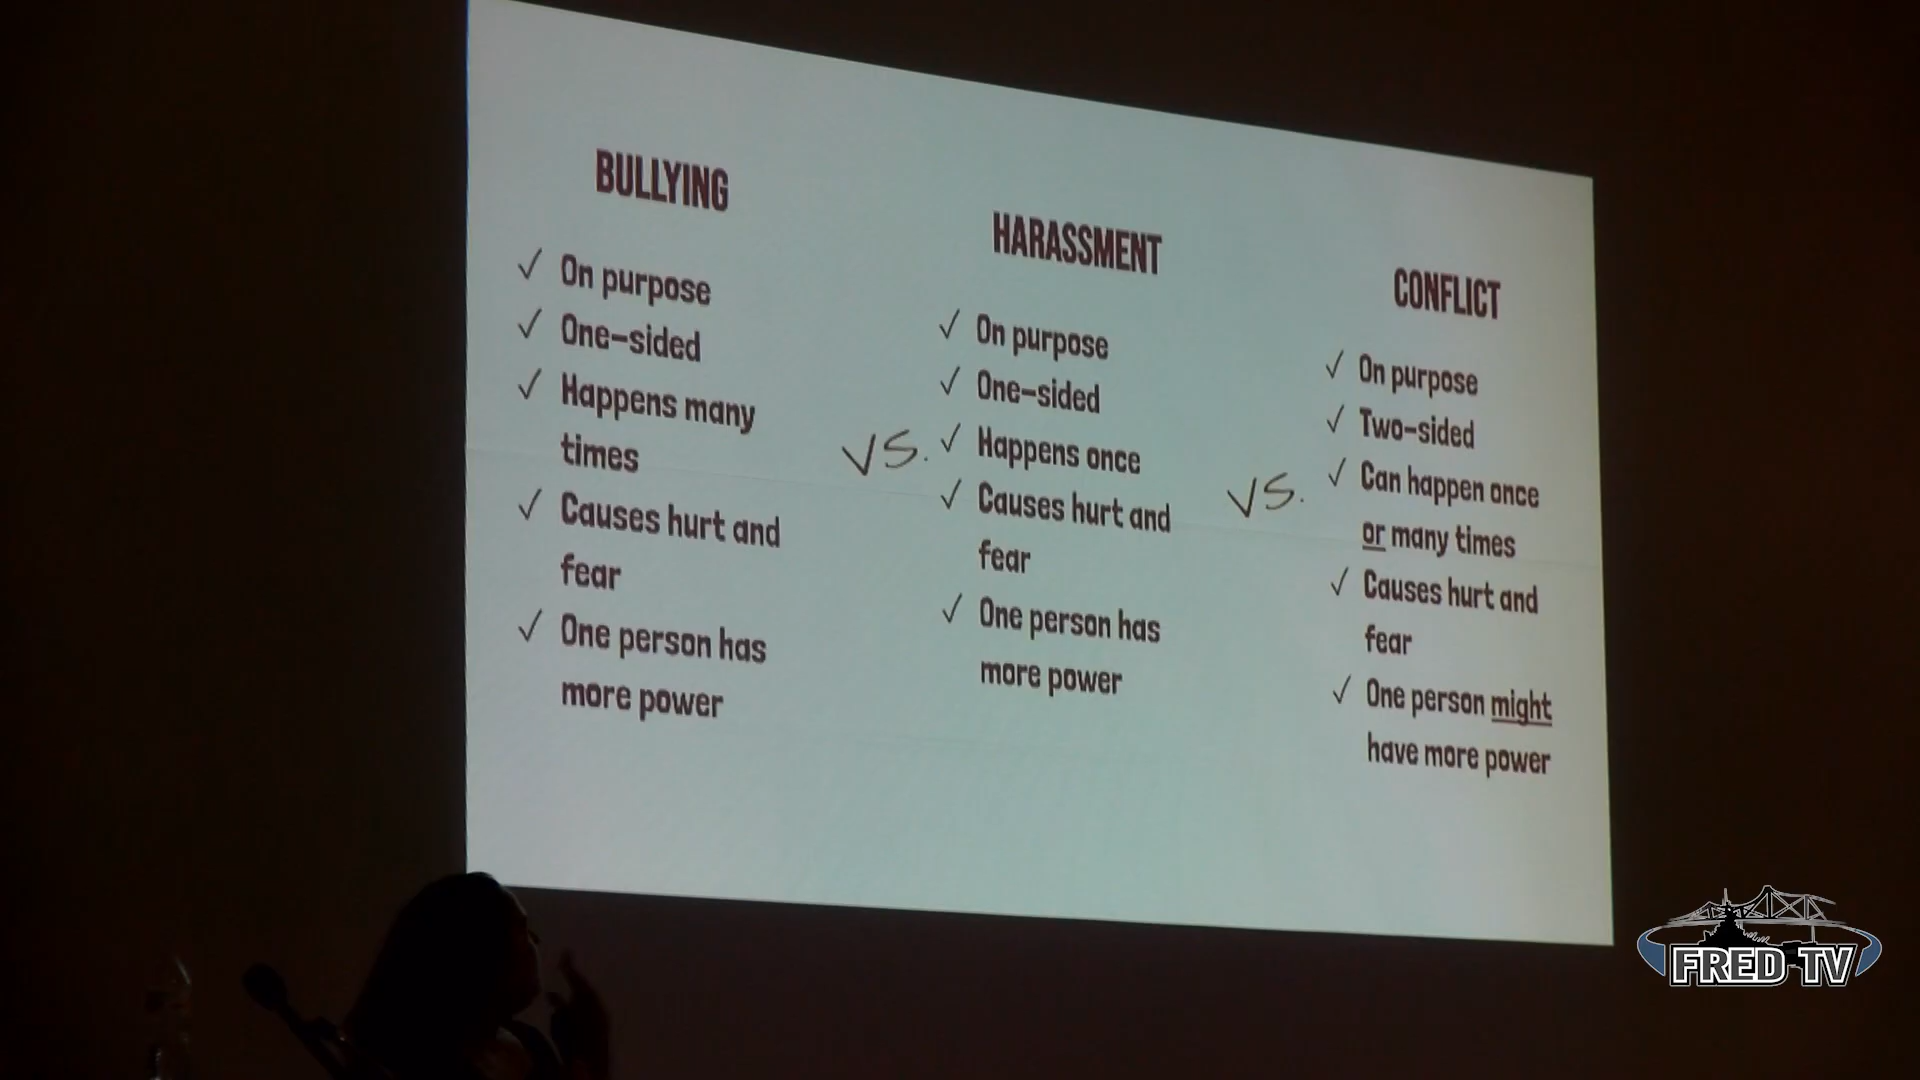 BULLYING
✓ On purpose
✓ One-sided
✓ Happens many
times
✓ Causes hurt and
fear
✓ One person has
more power
VS.
HARASSMENT
✓ On purpose
✓ One-sided
✓ Happens once
✓ Causes hurt and
fear
✓ One person has
more power
VS.
CONFLICT
✓ On purpose
✓ Two-sided
✓ Can happen once
or many times
✓ Causes hurt and
fear
✓ One person might
have more power
FRED TV